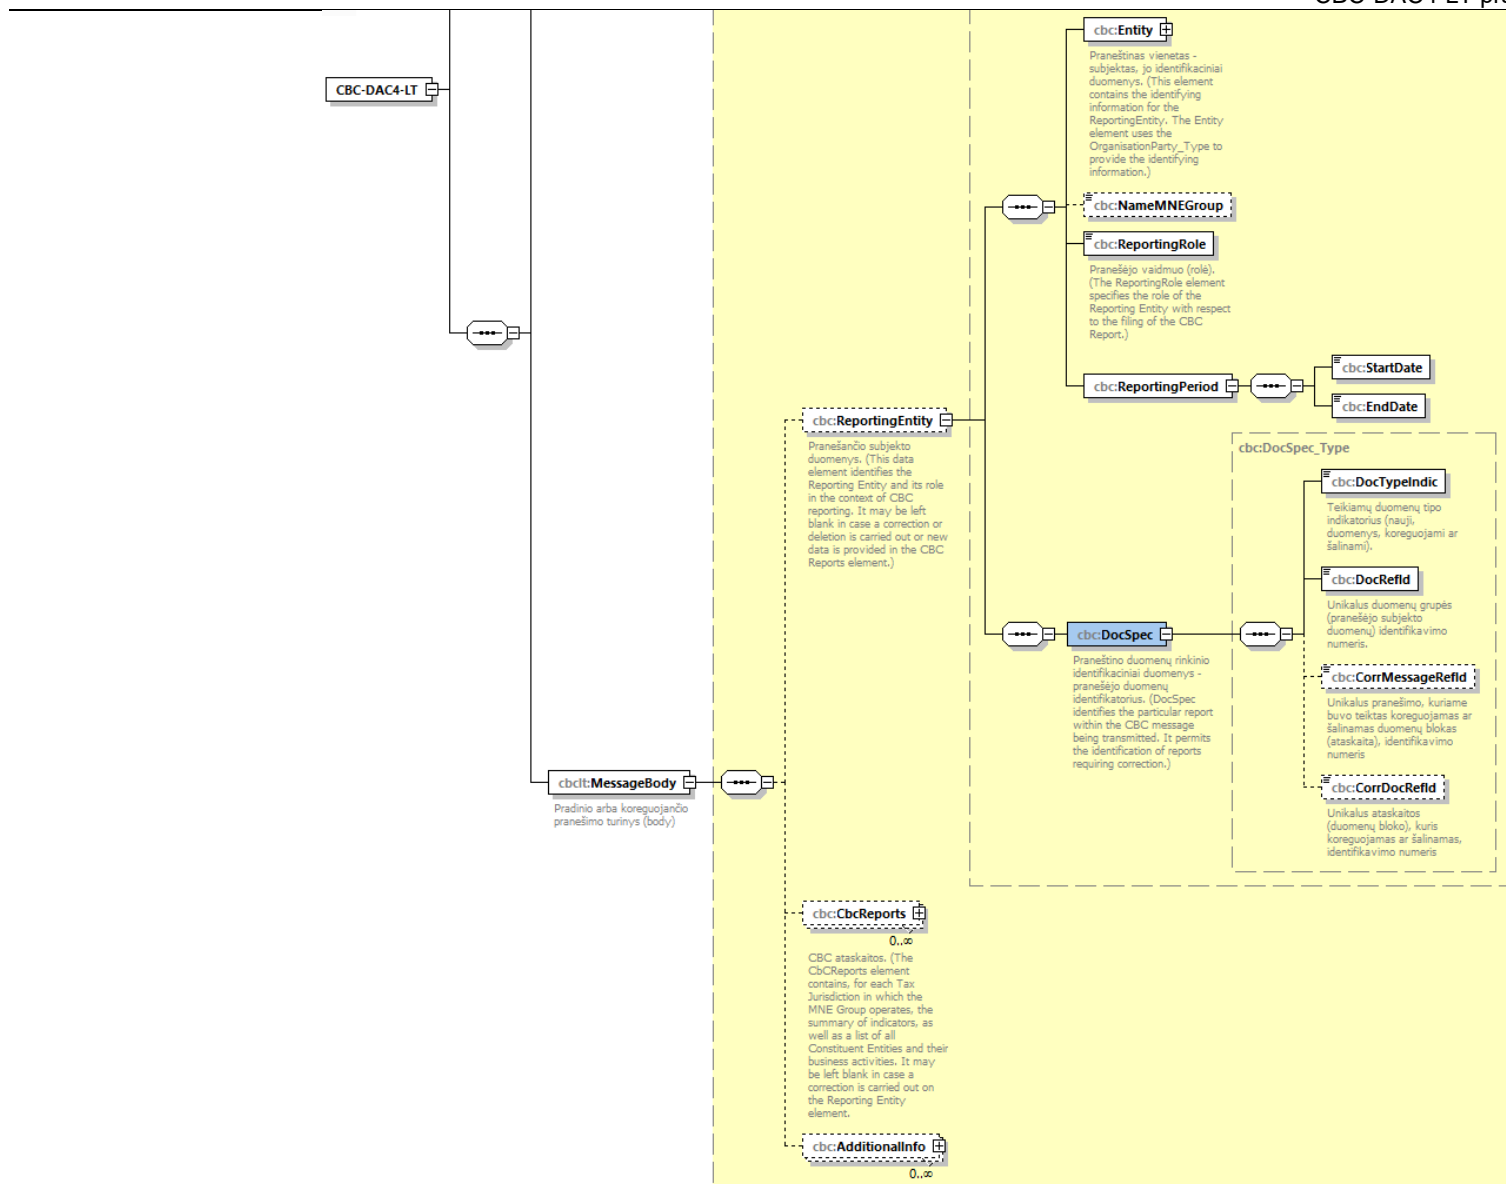 cbc:Entity
Praneštinas vienetas -
subjektas, jo identifikaciniai
duomenys. (This element
contains the identifying
information for the
ReportingEntity. The Entity
element uses the
OrganisationParty_Type to
provide the identifying
information.)
CBC-DAC4-LT
cbc:NameMNEGroup
cbc:ReportingRole
Pranešėjo vaidmuo (rolė).
(The ReportingRole element
specifies the role of the
Reporting Entity with respect
to the filing of the CBC
Report.)
cbc:ReportingPeriod
cbc:StartDate
cbc:EndDate
cbc:ReportingEntity
Pranešančio subjekto
duomenys. (This data
element identifies the
Reporting Entity and its role
in the context of CBC
reporting. It may be left
blank in case a correction or
deletion is carried out or new
data is provided in the CBC
Reports element.)
cbc:DocSpec_Type
cbc:DocTypeIndic
Teikiamų duomenų tipo
indikatorius (nauji,
duomenys, koreguojami ar
šalinami).
cbc:DocRefId
Unikalus duomenų grupės
(pranešėjo subjekto
duomenų) identifikavimo
numeris.
cbc:DocSpec
Praneštino duomenų rinkinio
identifikaciniai duomenys -
pranešėjo duomenų
identifikatorius. (DocSpec
identifies the particular report
within the CBC message
being transmitted. It permits
the identification of reports
requiring correction.)
cbc:CorrMessageRefId
Unikalus pranešimo, kuriame
buvo teiktas koreguojamas ar
šalinamas duomenų blokas
(ataskaita), identifikavimo
numeris
cbc:CorrDocRefId
Unikalus ataskaitos
(duomenų bloko), kuris
koreguojamas ar šalinamas,
identifikavimo numeris
cbclt:MessageBody
Pradinio arba koreguojančio
pranešimo turinys (body)
cbc:CbcReports
0..∞
CBC ataskaitos. (The
CbCReports element
contains, for each Tax
Jurisdiction in which the
MNE Group operates, the
summary of indicators, as
well as a list of all
Constituent Entities and their
business activities. It may
be left blank in case a
correction is carried out on
the Reporting Entity
element.
cbc:AdditionalInfo
0..∞